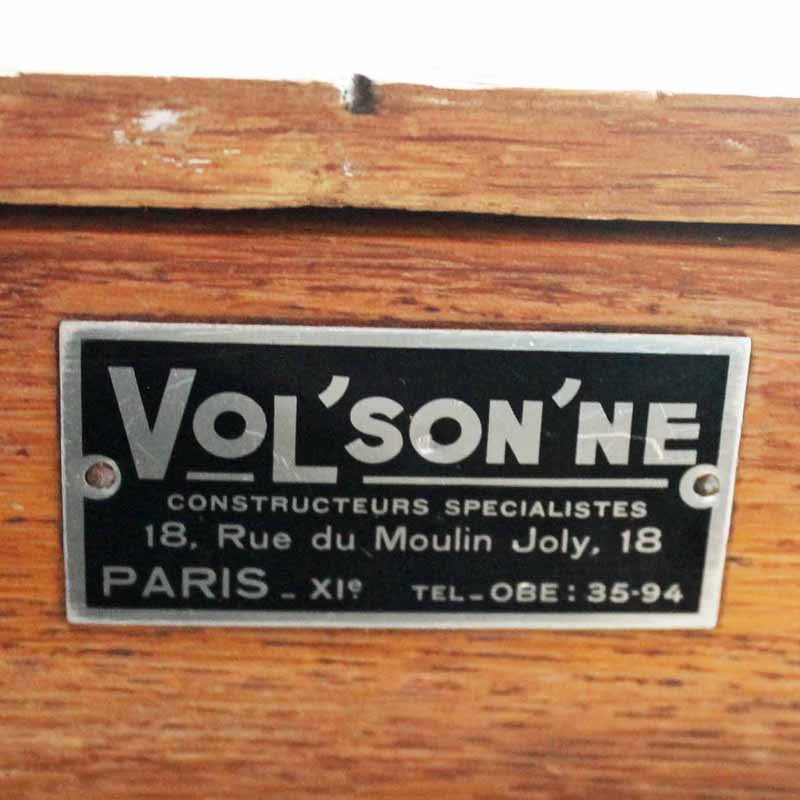 VOL'SON'NE
CONSTRUCTEURS SPECIALISTES
18, Rue du Moulin Joly, 18
PARIS - XIe TEL-OBE: 35-94